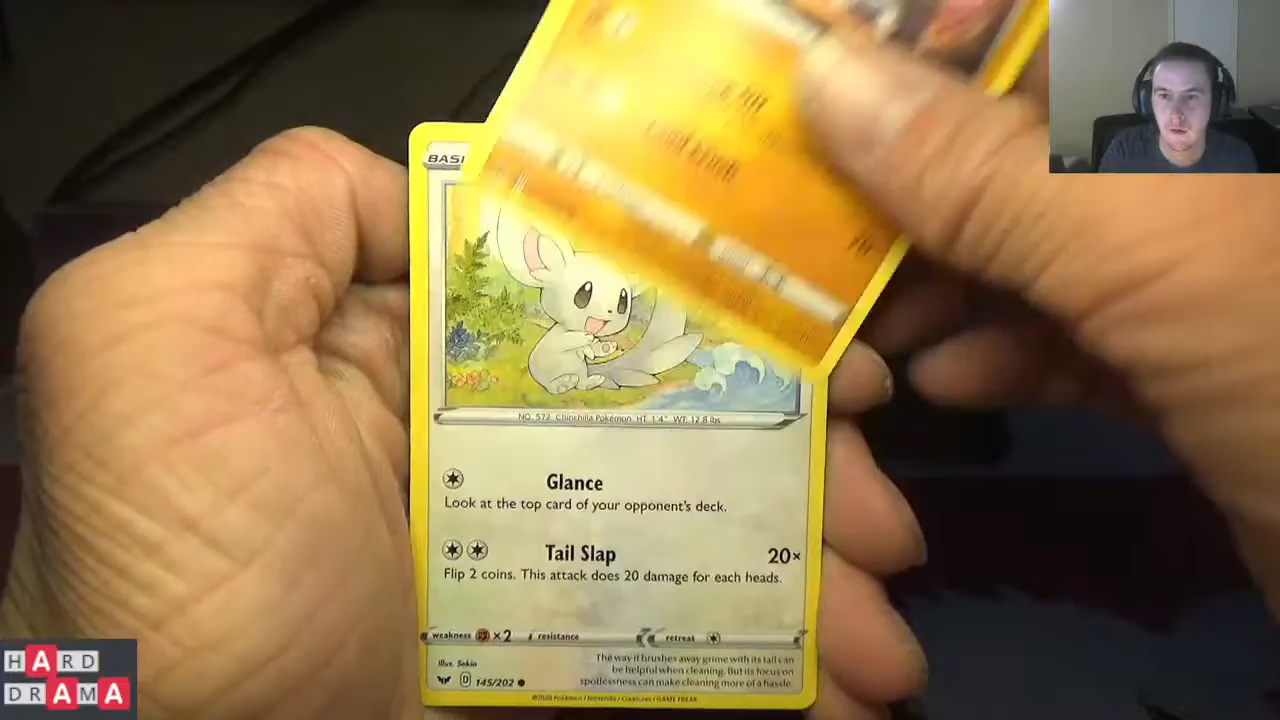 BASI
NO. 572 Chinchilla Pokémon HT: 1'4" WT: 12.8 lbs
Glance
Look at the top card of your opponent's deck.
Tail Slap 20×
Flip 2 coins. This attack does 20 damage for each heads.
weakness ×2 resistance retreat
Illus. Sekio
The way it brushes away grime with its tail can
be helpful when cleaning. But its focus on
spotlessness can make cleaning more of a hassle.
D 145/202
©2020 Pokémon / Nintendo / Creatures / GAME FREAK
HARD
DRAMA